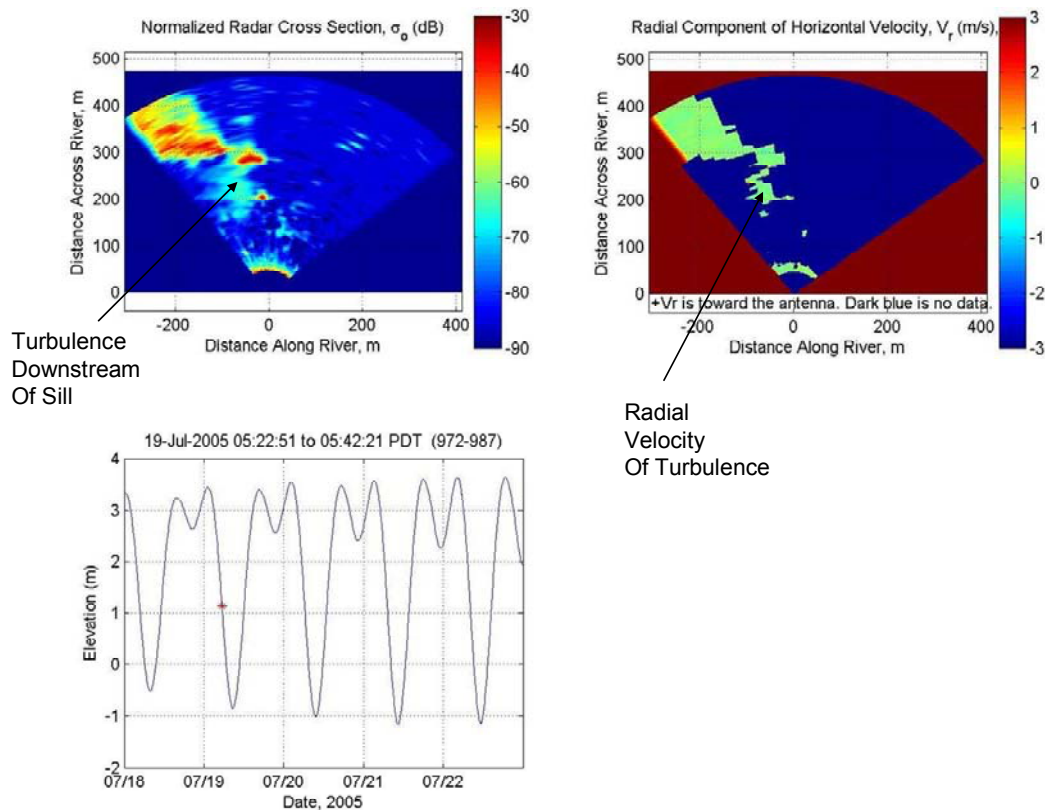 Normalized Radar Cross Section, σo (dB)
500
400
300
200
100
0
-200
0
200
400
Distance Across River, m
Distance Along River, m
-30
-40
-50
-60
-70
-80
-90
Turbulence
Downstream
Of Sill
Radial Component of Horizontal Velocity, Vr (m/s),
500
400
300
200
100
0
+Vr is toward the antenna. Dark blue is no data.
-200
0
200
400
Distance Across River, m
Distance Along River, m
3
2
1
0
-1
-2
-3
Radial
Velocity
Of Turbulence
19-Jul-2005 05:22:51 to 05:42:21 PDT (972-987)
4
3
2
1
0
-1
-2
Elevation (m)
07/18
07/19
07/20
07/21
07/22
Date, 2005